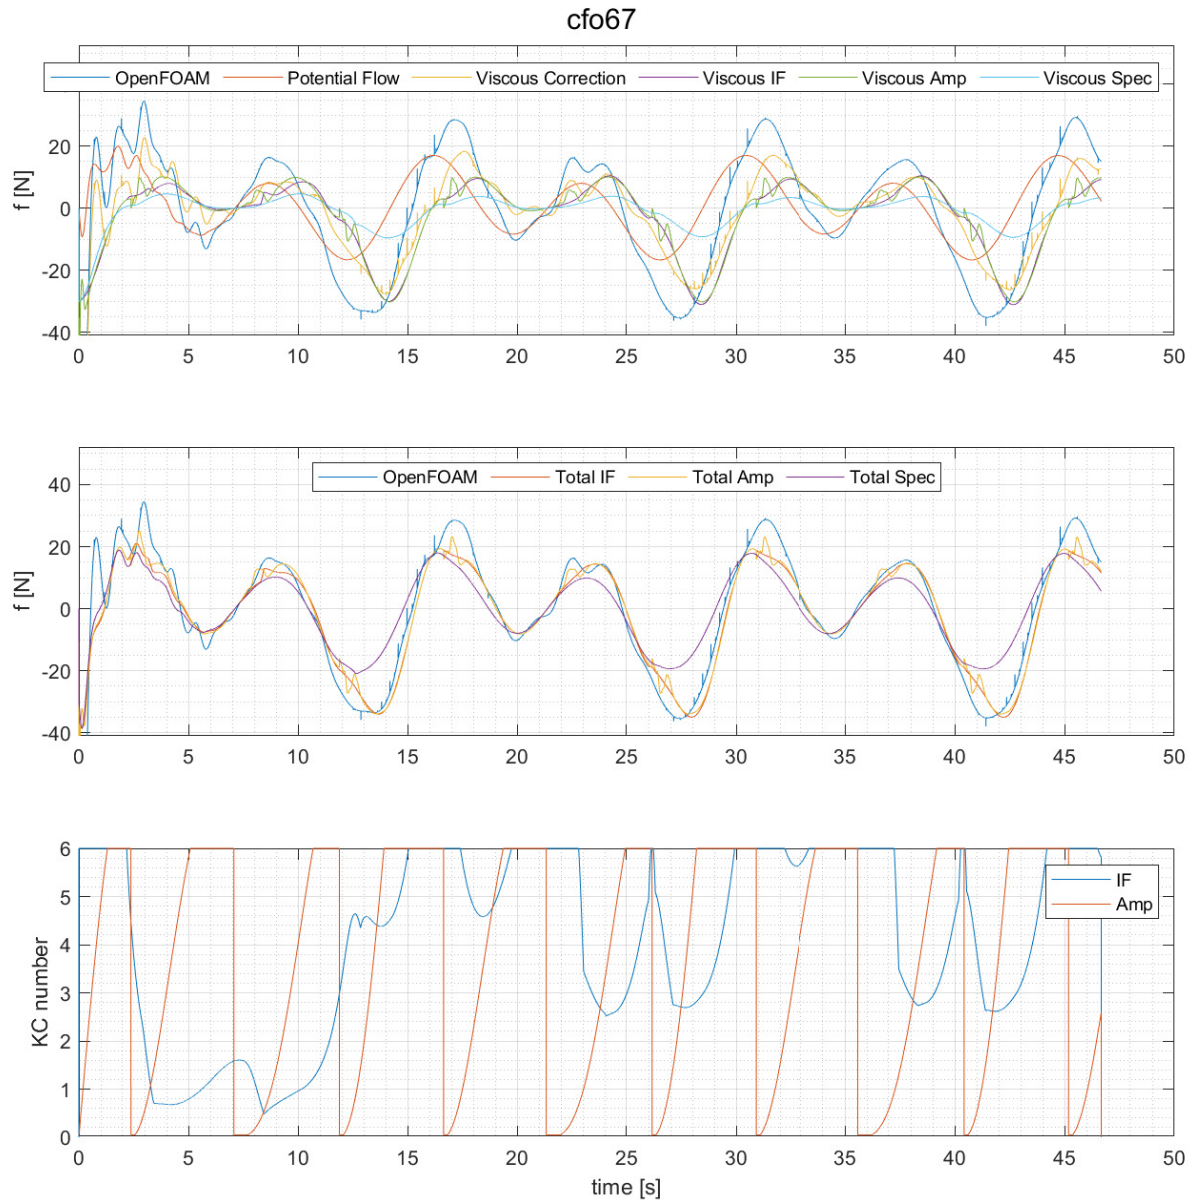 cfo67
OpenFOAM Potential Flow Viscous Correction Viscous IF Viscous Amp Viscous Spec
20
0
-20
-40
f [N]
0 5 10 15 20 25 30 35 40 45 50
OpenFOAM Total IF Total Amp Total Spec
40
20
0
-20
-40
f [N]
0 5 10 15 20 25 30 35 40 45 50
IF
Amp
6
5
4
3
2
1
0
KC number
0 5 10 15 20 25 30 35 40 45 50
time [s]